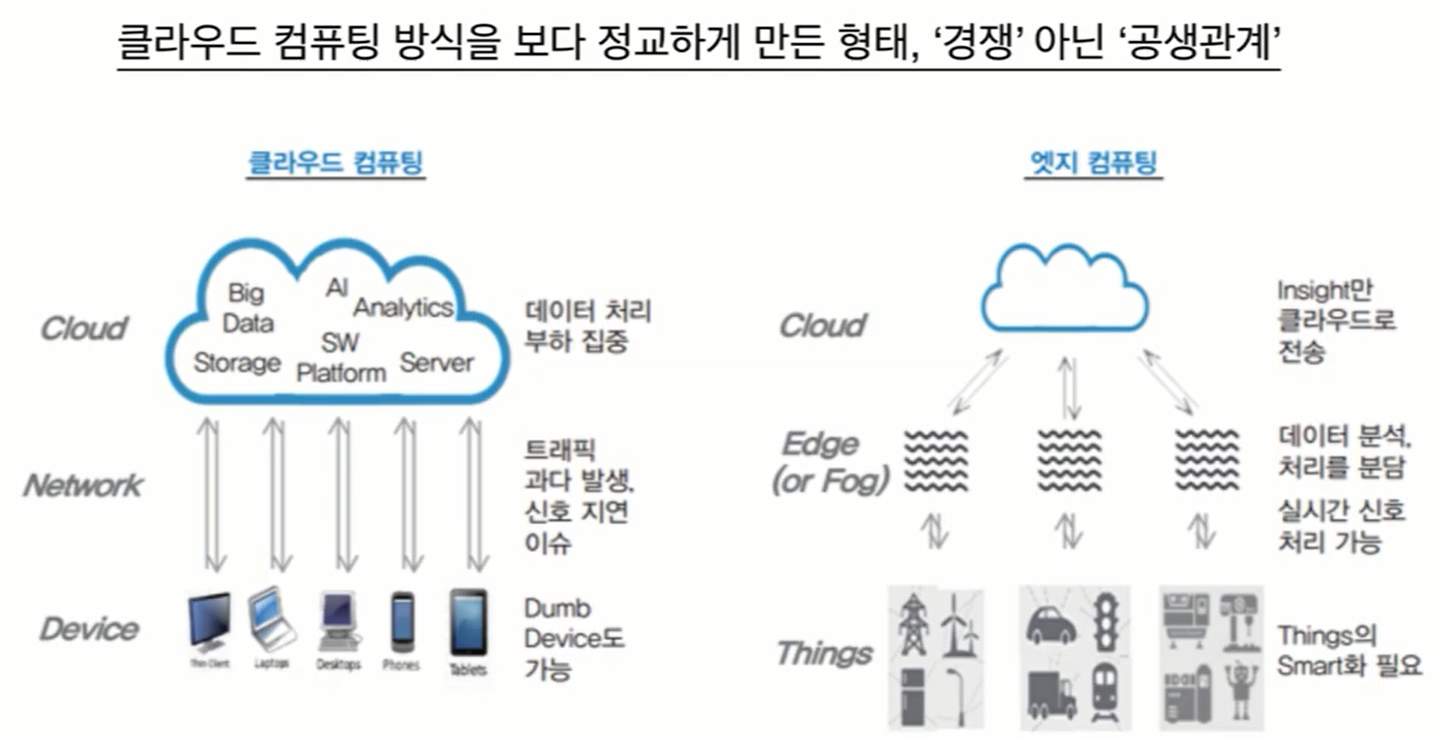 클라우드 컴퓨팅 방식을 보다 정교하게 만든 형태, ‘경쟁’ 아닌 ‘공생관계’
클라우드 컴퓨팅
Cloud
Big
Data
AI
Analytics
Storage
SW
Platform
Server
데이터 처리
부하 집중
Network
트래픽
과다 발생,
신호 지연
이슈
Device
Thin Client
Laptops
Desktops
Phones
Tablets
Dumb
Device도
가능
엣지 컴퓨팅
Cloud
Insight만
클라우드로
전송
Edge
(or Fog)
데이터 분석,
처리를 분담
실시간 신호
처리 가능
Things
Things의
Smart화 필요